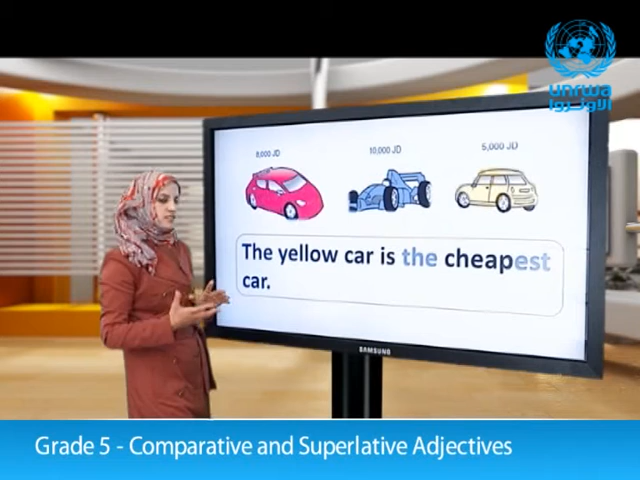 unrwa
الأونروا
8,000 JD
10,000 JD
5,000 JD
The yellow car is the cheapest
car.
SAMSUNG
Grade 5 - Comparative and Superlative Adjectives